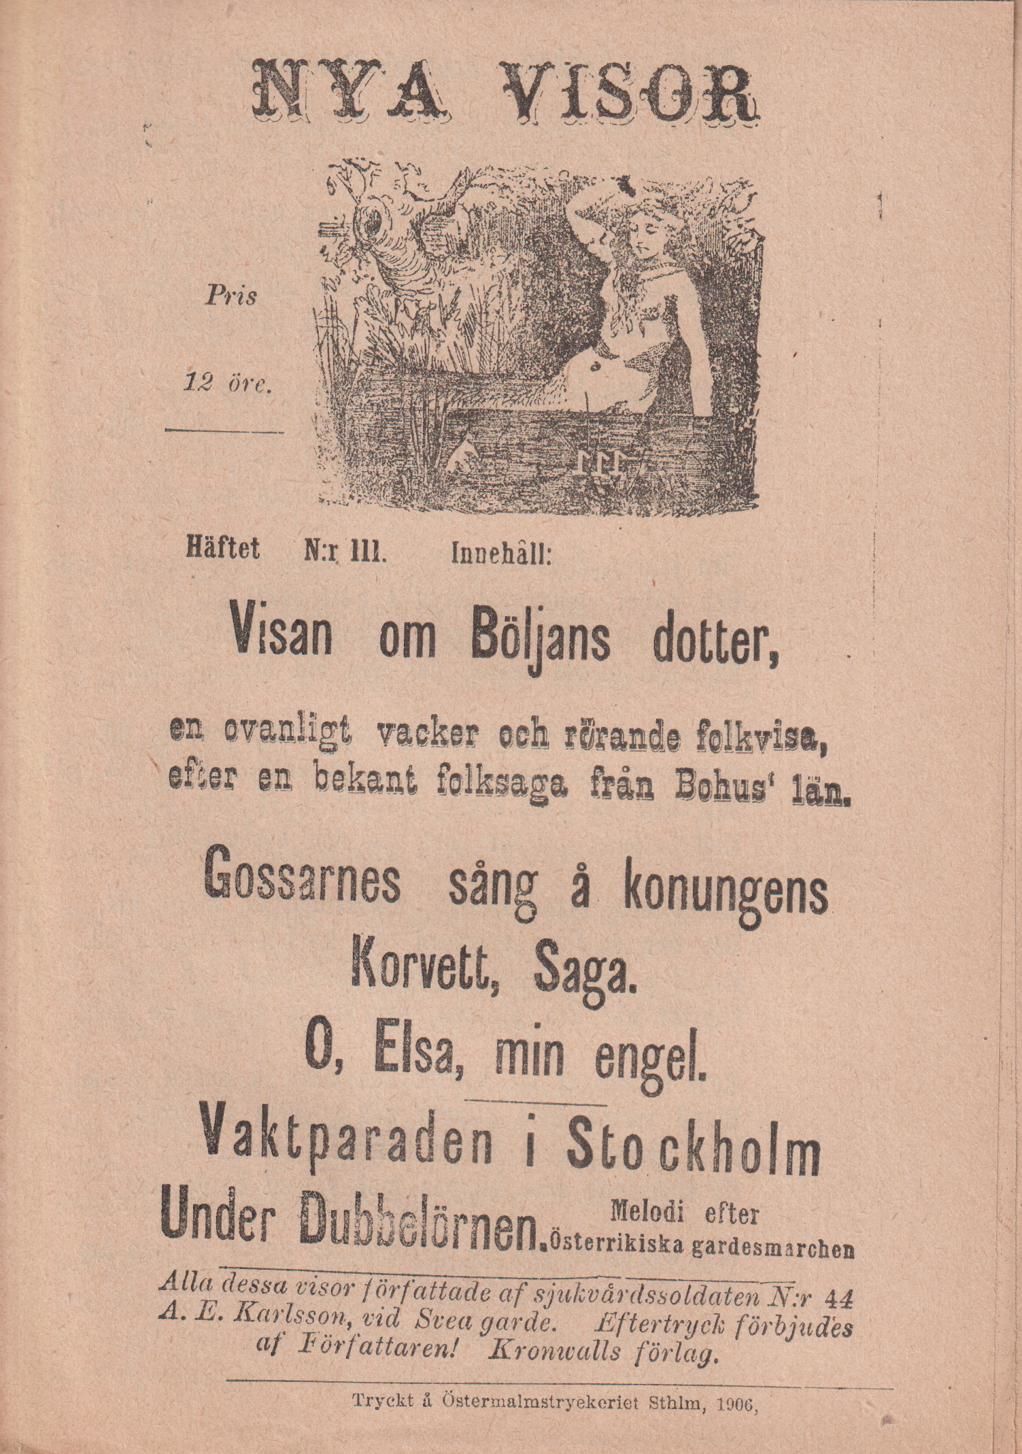 NYA VISOR
Pris
12 öre.
111
Häftet N:r 111. Innehåll:
Visan om Böljans dotter,
en ovanligt vacker och rörande folkvisa,
efter en bekant folksaga från Bohus' län.
Gossarnes sång å konungens
Korvett, Saga.
O, Elsa, min engel.
Vaktparaden i Stockholm
Under Dubbelörnen. Melodi efter
Österrikiska gardesmarchen
Alla dessa visor författade af sjukvårdssoldaten N:r 44
A. E. Karlsson, vid Svea garde. Eftertryck förbjudes
af Författaren! Kronwalls förlag.
Tryckt å Östermalmstryekeriet Sthlm, 1906,